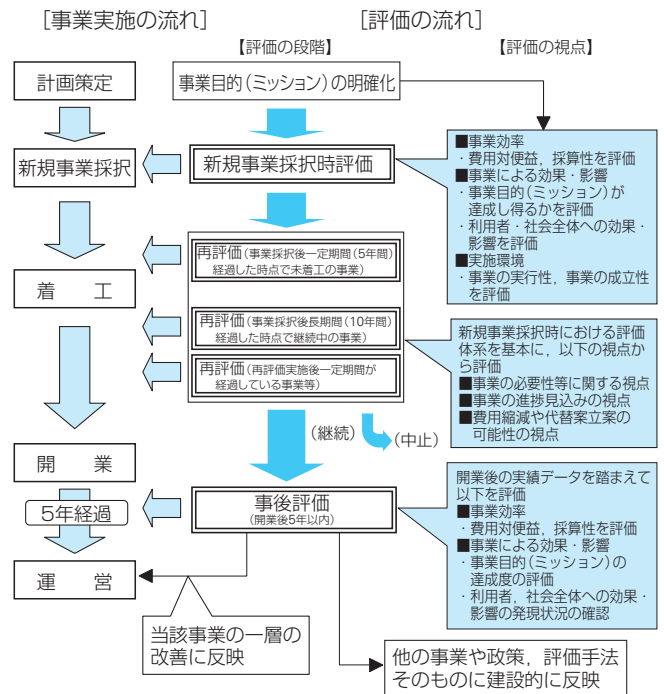 ［事業実施の流れ］
［評価の流れ］
【評価の段階】
【評価の視点】
計画策定
事業目的（ミッション）の明確化
新規事業採択
新規事業採択時評価
■事業効率
・費用対便益，採算性を評価
■事業による効果・影響
・事業目的（ミッション）が
達成し得るかを評価
・利用者・社会全体への効果・
影響を評価
■実施環境
・事業の実行性，事業の成立性
を評価
再評価（事業採択後一定期間（5年間）
経過した時点で未着工の事業）
着　工
再評価（事業採択後長期間（10年間）
経過した時点で継続中の事業）
再評価（再評価実施後一定期間が
経過している事業等）
新規事業採択時における評価
体系を基本に，以下の視点か
ら評価
■事業の必要性等に関する視点
■事業の進捗見込みの視点
■費用縮減や代替案立案の
可能性の視点
（継続）
（中止）
開　業
5年経過
事後評価
（開業後5年以内）
開業後の実績データを踏まえて
以下を評価
■事業効率
・費用対便益，採算性を評価
■事業による効果・影響
・事業目的（ミッション）の
達成度の評価
・利用者，社会全体への効果・
影響の発現状況の確認
運　営
当該事業の一層の
改善に反映
他の事業や政策，評価手法
そのものに建設的に反映